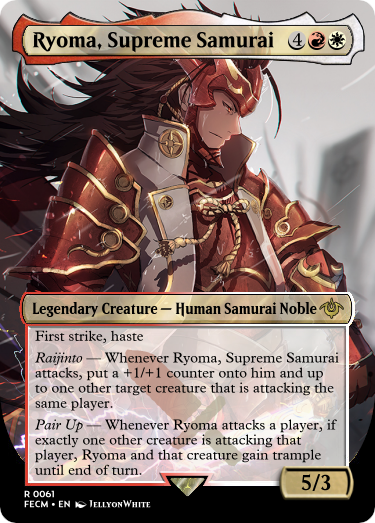 Ryoma, Supreme Samurai 4
Legendary Creature — Human Samurai Noble
First strike, haste
Raijinto — Whenever Ryoma, Supreme Samurai
attacks, put a +1/+1 counter onto him and up
to one other target creature that is attacking the
same player.
Pair Up — Whenever Ryoma attacks a player, if
exactly one other creature is attacking that
player, Ryoma and that creature gain trample
until end of turn.
5/3
R 0061
FECM • EN JellyonWhite